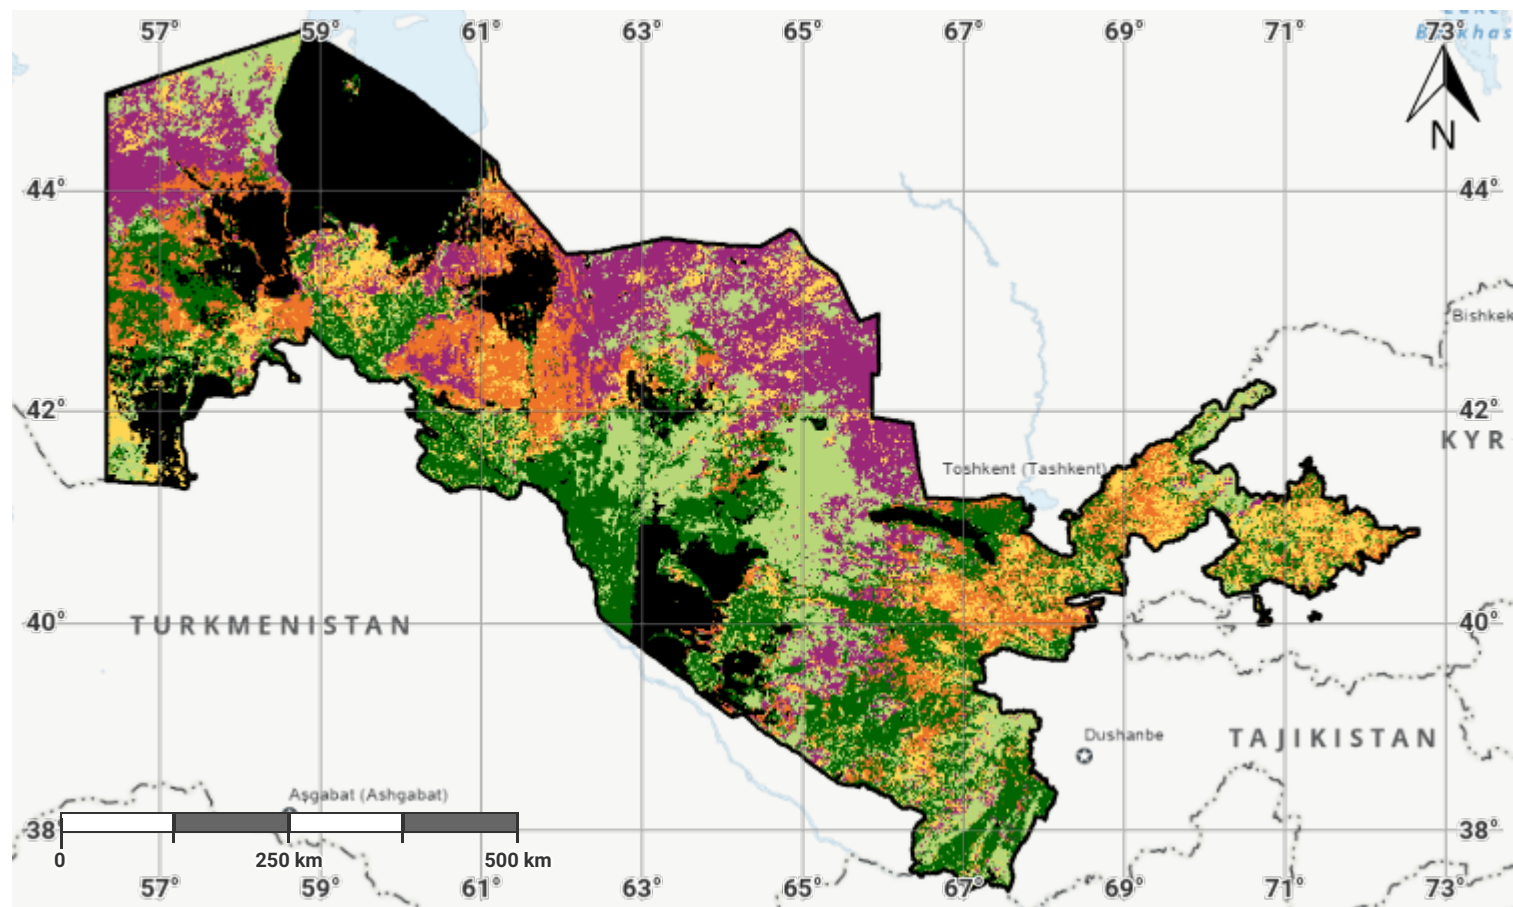 57° 59° 61° 63° 65° 67° 69° 71° 73°
N
44° 44°
Bishkek
42° 42°
KYR
Toshkent (Tashkent)
40° 40°
TURKMENISTAN
Dushanbe
TAJIKISTAN
Aşgabat (Ashgabat)
38° 38°
0 250 km 500 km
57° 59° 61° 63° 65° 67° 69° 71° 73°